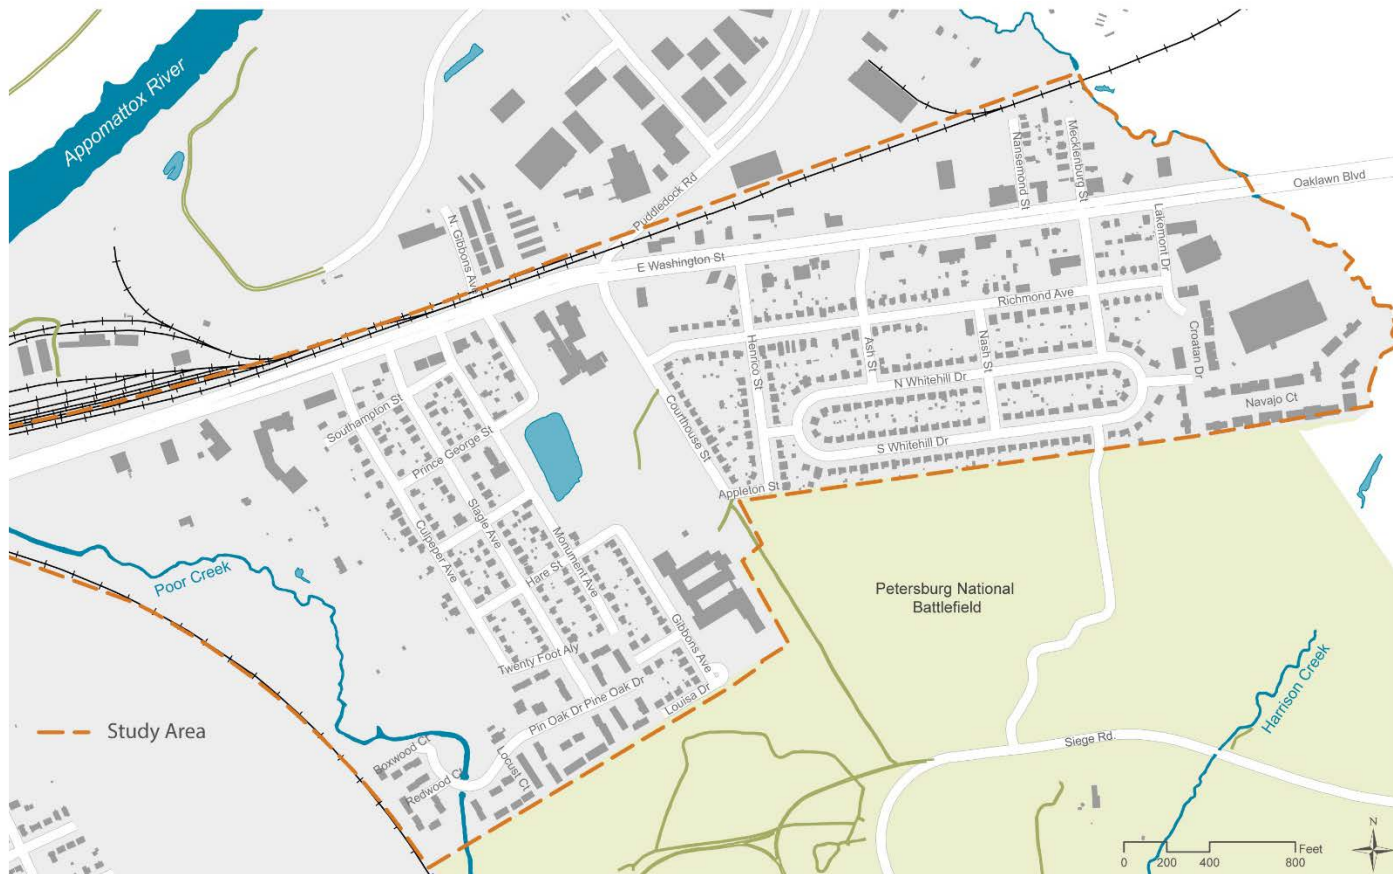 Appomattox River
N. Gibbons Ave
Puddledock Rd
Nansemond St
Mecklenburg St
Oaklawn Blvd
E Washington St
Lakemont Dr
Richmond Ave
Henrico St
Ash St
Nash St
Croatan Dr
N Whitehill Dr
Navajo Ct
S Whitehill Dr
Courthouse St
Appleton St
Southampton St
Prince George St
Culpeper Ave
Slagle Ave
Monument Ave
Hare St
Gibbons Ave
Twenty Foot Aly
Poor Creek
Petersburg National
Battlefield
Pin Oak Dr
Pine Oak Dr
Louisa Dr
Boxwood Ct
Redwood Ct
Locust Ct
Siege Rd.
Harrison Creek
Study Area
N
Feet
0 200 400 800